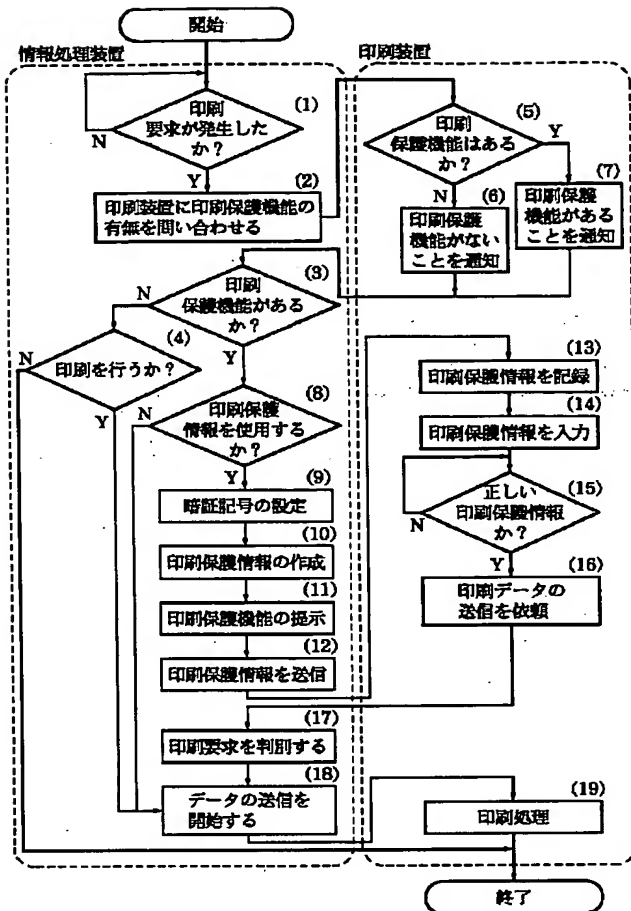 開始
情報処理装置
印刷装置
(1)
印刷
要求が発生した
か?
N
Y
(2)
印刷装置に印刷保護機能の
有無を問い合わせる
(5)
印刷
保護機能はある
か?
Y
N
(6)
印刷保護
機能がない
ことを通知
(7)
印刷保護
機能がある
ことを通知
(3)
印刷
保護機能がある
か?
N
Y
(4)
印刷を行うか?
N
Y
(8)
印刷保護
情報を使用する
か?
N
Y
(9)
暗証記号の設定
(10)
印刷保護情報の作成
(11)
印刷保護機能の提示
(12)
印刷保護情報を送信
(13)
印刷保護情報を記録
(14)
印刷保護情報を入力
(15)
正しい
印刷保護情報
か?
N
Y
(16)
印刷データの
送信を依頼
(17)
印刷要求を判別する
(18)
データの送信を
開始する
(19)
印刷処理
終了